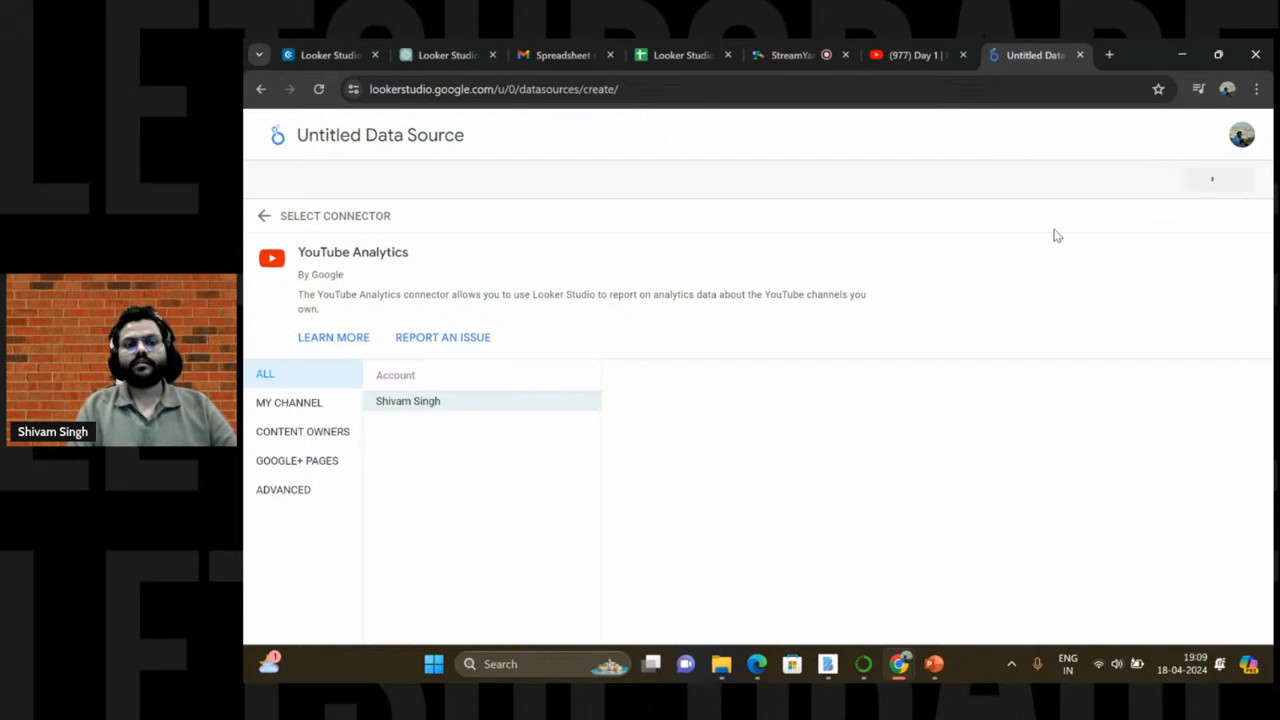 Looker Studio
Looker Studio
Spreadsheet s
Looker Studio
StreamYar
(977) Day 1 |
Untitled Data
lookerstudio.google.com/u/0/datasources/create/
Untitled Data Source
SELECT CONNECTOR
YouTube Analytics
By Google
The YouTube Analytics connector allows you to use Looker Studio to report on analytics data about the YouTube channels you
own.
LEARN MORE
REPORT AN ISSUE
ALL
Account
MY CHANNEL
Shivam Singh
CONTENT OWNERS
GOOGLE+ PAGES
ADVANCED
Shivam Singh
1
Search
ENG
IN
19:09
18-04-2024